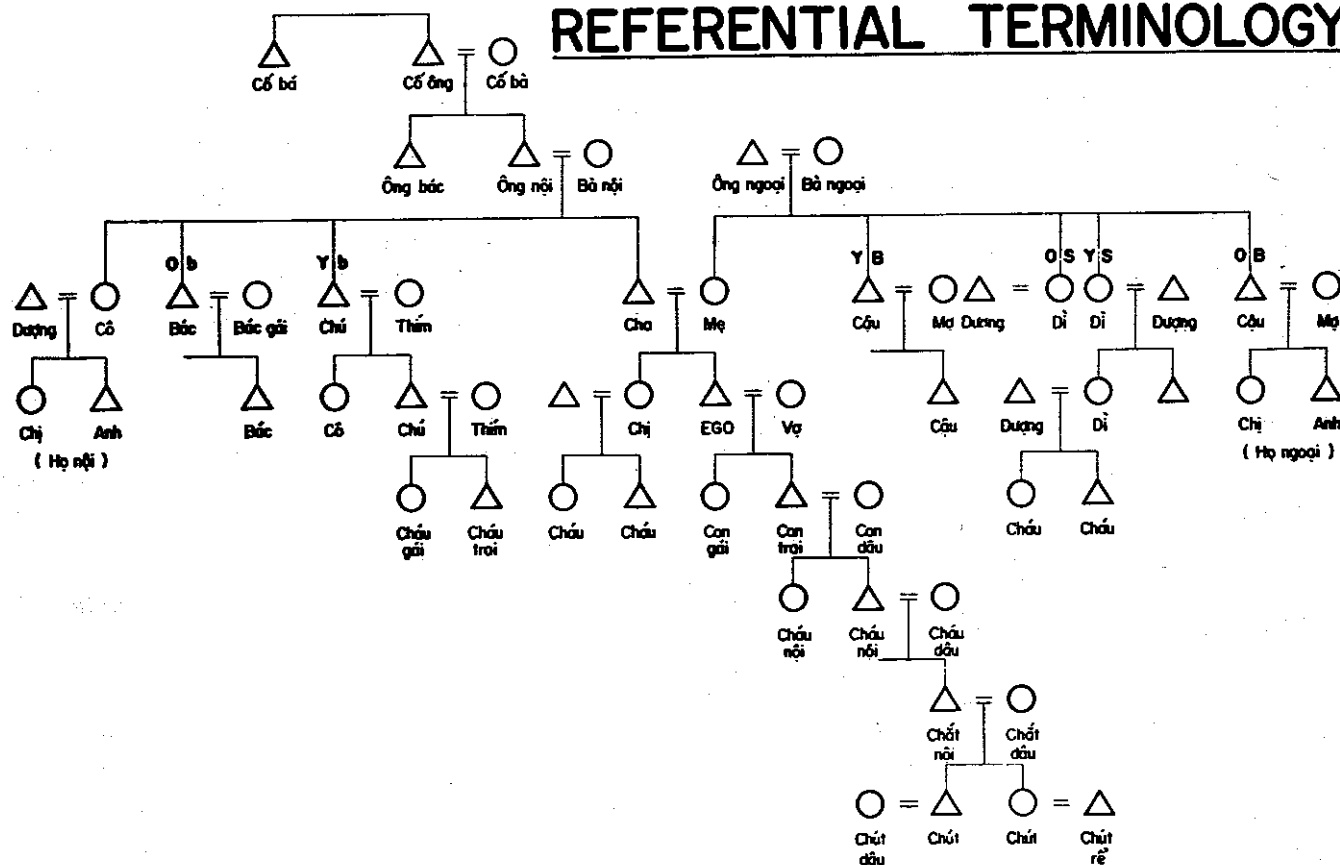 REFERENTIAL TERMINOLOGY
Cố bá Cố ông Cố bà
Ông bác Ông nội Bà nội Ông ngoại Bà ngoại
O b Y b Y B O S Y S O B
Dượng Cô Bác Bác gái Chú Thím Cha Mẹ Cậu Mợ Dương Dì Dì Dượng Cậu Mợ
Chị Anh Bác Cô Chú Thím Chị EGO Vợ Cậu Dượng Dì Chị Anh
( Họ nội ) ( Họ ngoại )
Cháu gái Cháu trai Cháu Cháu Con gái Con trai Con dâu Cháu Cháu
Cháu nội Cháu nội Cháu dâu
Chắt nôi Chắt dâu
Chút dâu Chút Chút Chút rể